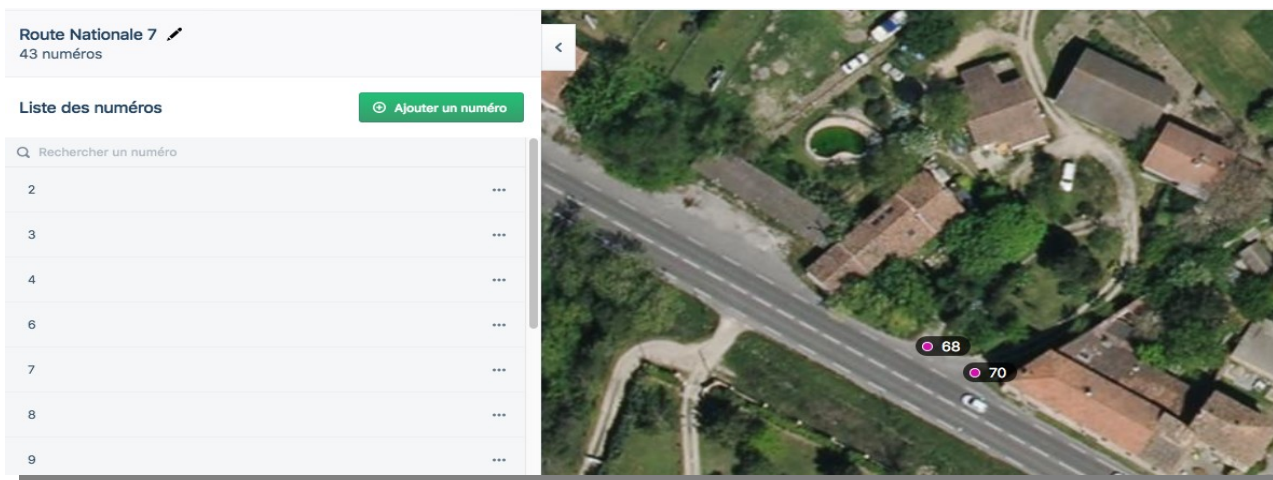 Route Nationale 7
43 numéros
Liste des numéros
Ajouter un numéro
Rechercher un numéro
2
3
4
6
7
8
9
68
70